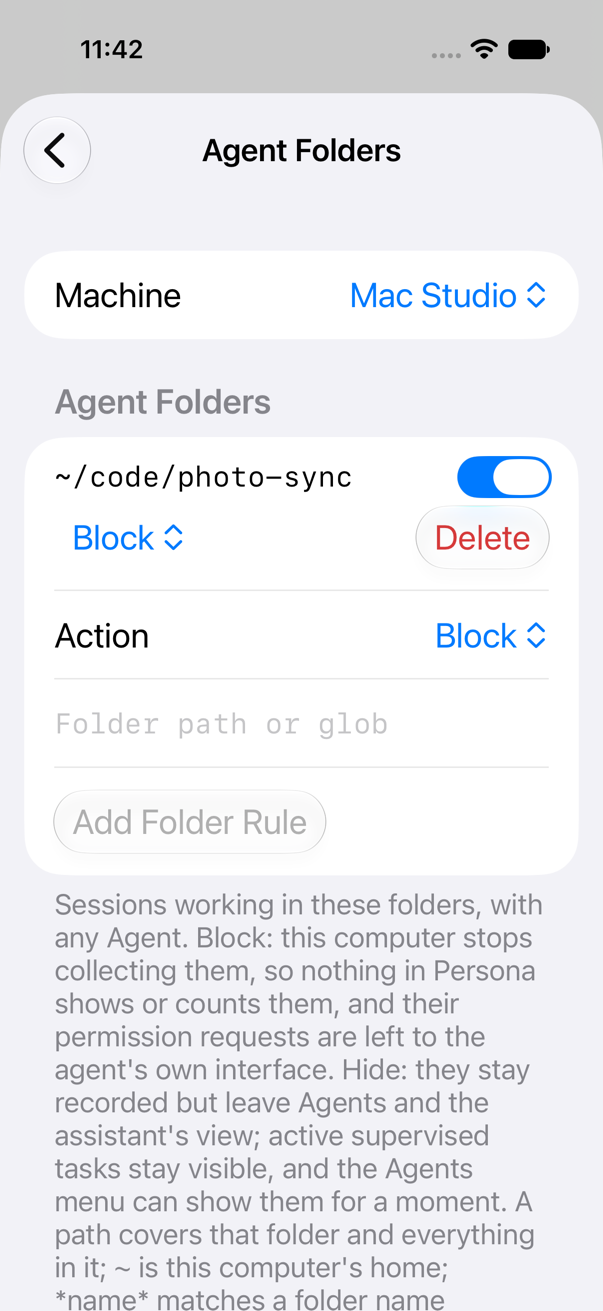 11:42
Agent Folders
Machine
Mac Studio
Agent Folders
~/code/photo-sync
Block
Delete
Action
Block
Folder path or glob
Add Folder Rule
Sessions working in these folders, with
any Agent. Block: this computer stops
collecting them, so nothing in Persona
shows or counts them, and their
permission requests are left to the
agent's own interface. Hide: they stay
recorded but leave Agents and the
assistant's view; active supervised
tasks stay visible, and the Agents
menu can show them for a moment. A
path covers that folder and everything
in it; ~ is this computer's home;
*name* matches a folder name